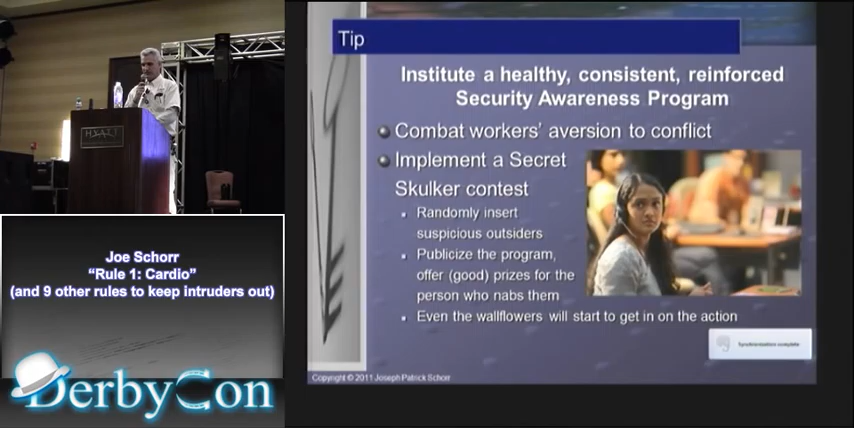 HYATT
Joe Schorr
"Rule 1: Cardio"
(and 9 other rules to keep intruders out)
DerbyCon
Tip
Institute a healthy, consistent, reinforced
Security Awareness Program
Combat workers' aversion to conflict
Implement a Secret
Skulker contest
Randomly insert
suspicious outsiders
Publicize the program,
offer (good) prizes for the
person who nabs them
Even the wallflowers will start to get in on the action
Synchronization complete
Copyright © 2011 Joseph Patrick Schorr